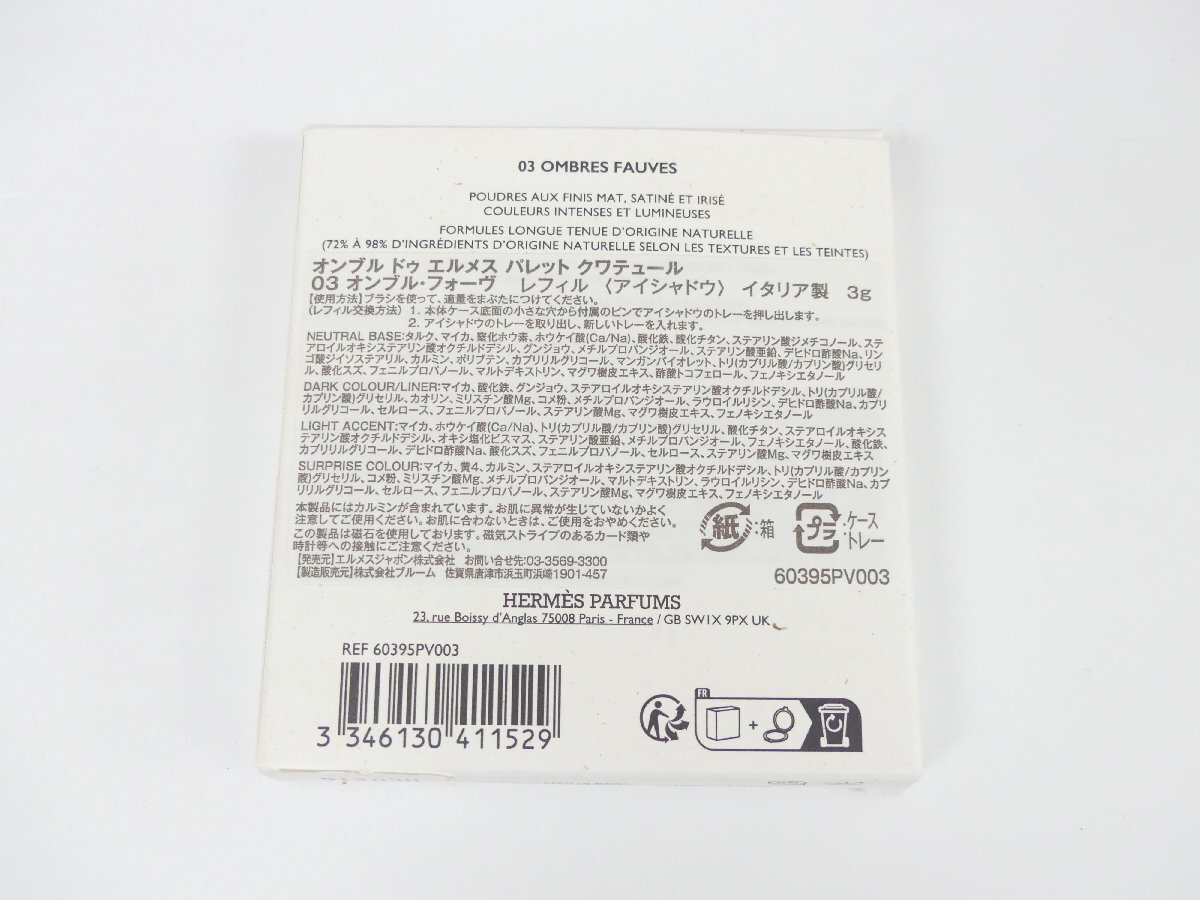 03 OMBRES FAUVES
POUDRES AUX FINIS MAT, SATINÉ ET IRISÉ
COULEURS INTENSES ET LUMINEUSES
FORMULES LONGUE TENUE D'ORIGINE NATURELLE
(72% À 98% D'INGRÉDIENTS D'ORIGINE NATURELLE SELON LES TEXTURES ET LES TEINTES)
オンブル ドゥ エルメス パレット クワテュール
03 オンブル・フォーヴ レフィル 〈アイシャドウ〉 イタリア製 3g
【使用方法】ブラシを使って、適量をまぶたにつけてください。
(レフィル交換方法) 1. 本体ケース底面の小さな穴から付属のピンでアイシャドウのトレーを押し出します。
2. アイシャドウのトレーを取り出し、新しいトレーを入れます。
NEUTRAL BASE:タルク、マイカ、窒化ホウ素、ホウケイ酸(Ca/Na)、酸化鉄、酸化チタン、ステアリン酸ジメチコノール、ステ
アロイルオキシステアリン酸オクチルドデシル、グンジョウ、メチルプロパンジオール、ステアリン酸亜鉛、デヒドロ酢酸Na、リン
ゴ酸ジイソステアリル、カルミン、ポリブテン、カプリリルグリコール、マンガンバイオレット、トリ(カプリル酸/カプリン酸)グリセリ
ル、酸化スズ、フェニルプロパノール、マルトデキストリン、マグワ樹皮エキス、酢酸トコフェロール、フェノキシエタノール
DARK COLOUR/LINER:マイカ、酸化鉄、グンジョウ、ステアロイルオキシステアリン酸オクチルドデシル、トリ(カプリル酸/
カプリン酸)グリセリル、カオリン、ミリスチン酸Mg、コメ粉、メチルプロパンジオール、ラウロイルリシン、デヒドロ酢酸Na、カプリ
リルグリコール、セルロース、フェニルプロパノール、ステアリン酸Mg、マグワ樹皮エキス、フェノキシエタノール
LIGHT ACCENT:マイカ、ホウケイ酸(Ca/Na)、トリ(カプリル酸/カプリン酸)グリセリル、酸化チタン、ステアロイルオキシス
テアリン酸オクチルドデシル、オキシ塩化ビスマス、ステアリン酸亜鉛、メチルプロパンジオール、フェノキシエタノール、酸化鉄、
カプリリルグリコール、デヒドロ酢酸Na、酸化スズ、フェニルプロパノール、セルロース、ステアリン酸Mg、マグワ樹皮エキス
SURPRISE COLOUR:マイカ、黄4、カルミン、ステアロイルオキシステアリン酸オクチルドデシル、トリ(カプリル酸/カプリン
酸)グリセリル、コメ粉、ミリスチン酸Mg、メチルプロパンジオール、マルトデキストリン、ラウロイルリシン、デヒドロ酢酸Na、カプ
リリルグリコール、セルロース、フェニルプロパノール、ステアリン酸Mg、マグワ樹皮エキス、フェノキシエタノール
本製品にはカルミンが含まれています。お肌に異常が生じていないかよく
注意してご使用ください。お肌に合わないときは、ご使用をおやめください。
この製品は磁石を使用しております。磁気ストライプのあるカード類や
時計等への接触にご注意ください。
紙 :箱
プラ :ケース
トレー
【発売元】エルメスジャポン株式会社 お問い合せ先:03-3569-3300
【製造販売元】株式会社ブルーム 佐賀県唐津市浜玉町浜崎1901-457
60395PV003
HERMÈS PARFUMS
23, rue Boissy d'Anglas 75008 Paris - France / GB SW1X 9PX UK
REF 60395PV003
3 346130 411529
FR
+